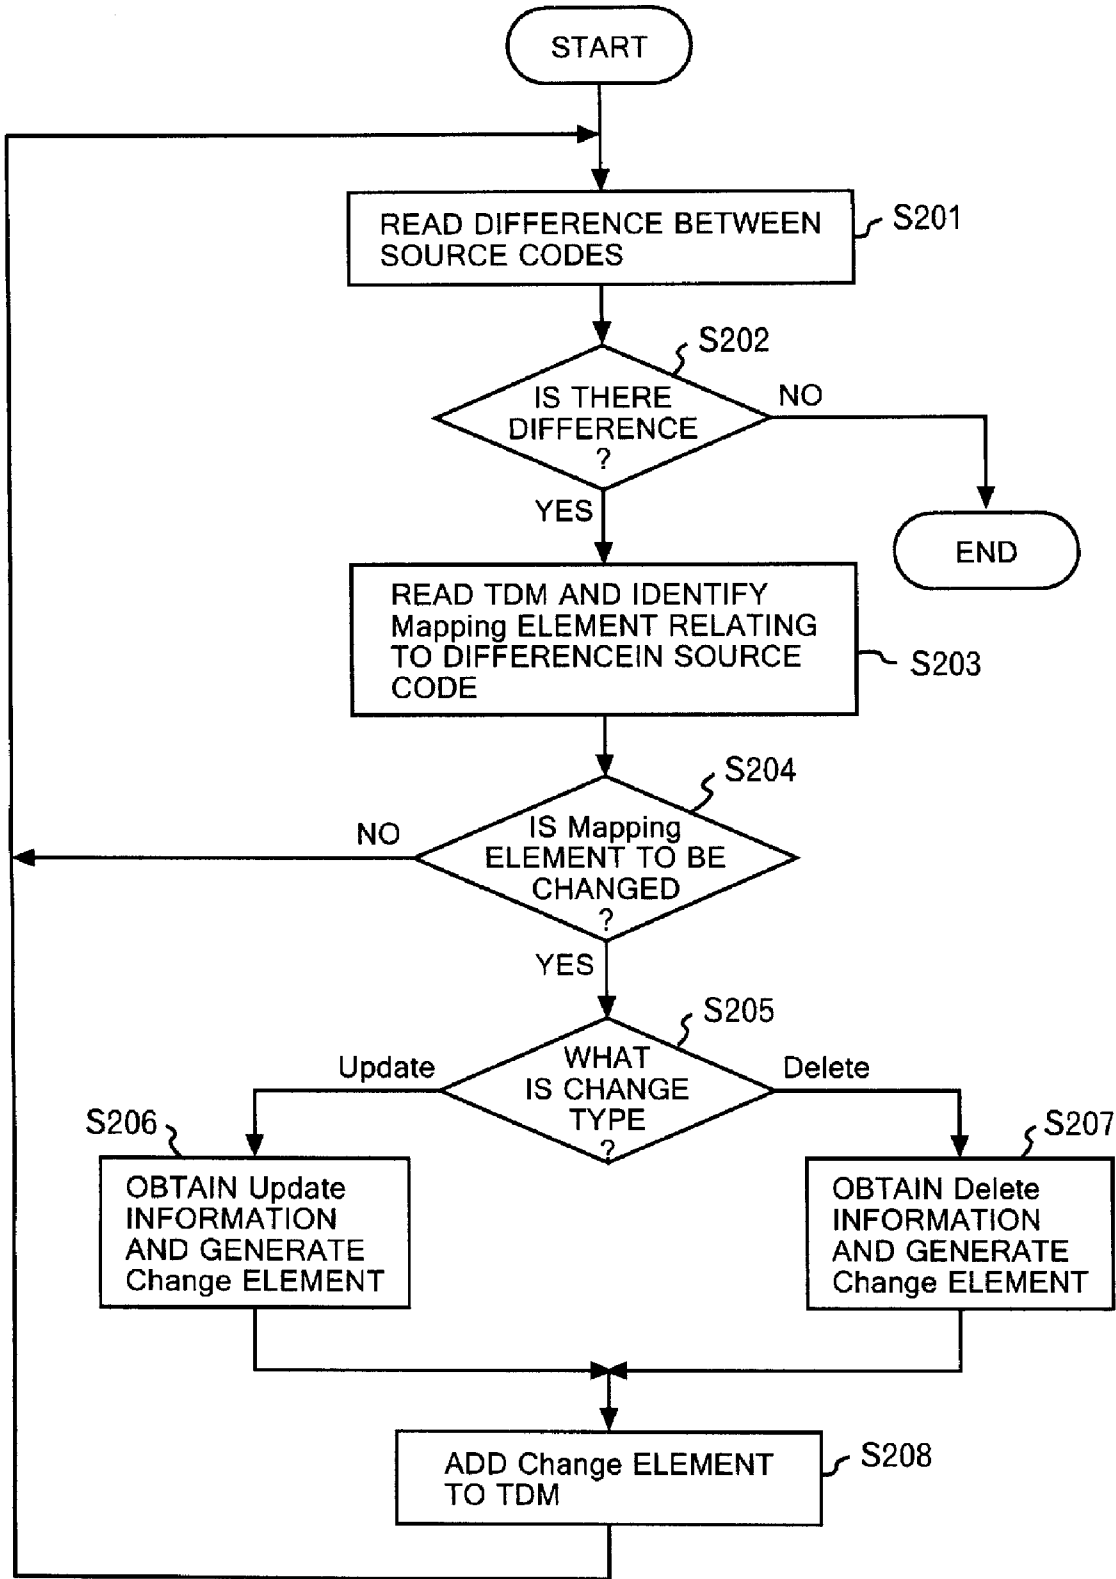 START
READ DIFFERENCE BETWEEN
SOURCE CODES
S201
S202
IS THERE
DIFFERENCE
?
NO
YES
END
READ TDM AND IDENTIFY
Mapping ELEMENT RELATING
TO DIFFERENCEIN SOURCE
CODE
S203
S204
NO
IS Mapping
ELEMENT TO BE
CHANGED
?
YES
S205
Update
WHAT
IS CHANGE
TYPE
?
Delete
S206
OBTAIN Update
INFORMATION
AND GENERATE
Change ELEMENT
S207
OBTAIN Delete
INFORMATION
AND GENERATE
Change ELEMENT
ADD Change ELEMENT
TO TDM
S208